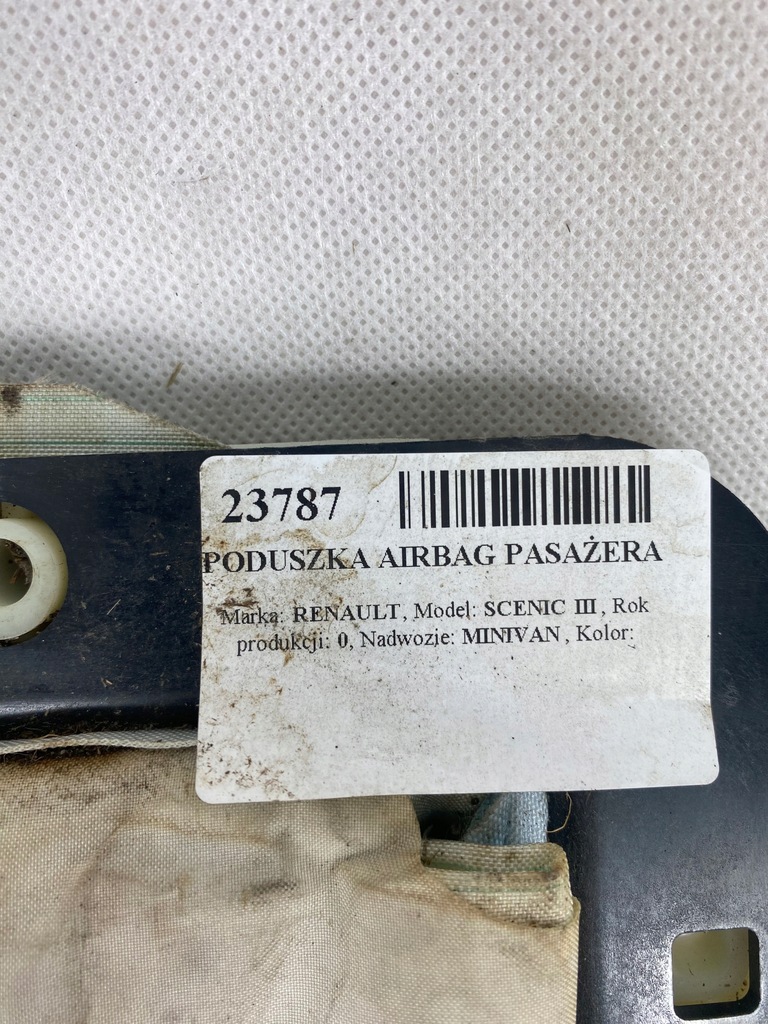 23787
PODUSZKA AIRBAG PASAŻERA
Marka: RENAULT, Model: SCENIC III, Rok
produkcji: 0, Nadwozie: MINIVAN, Kolor: